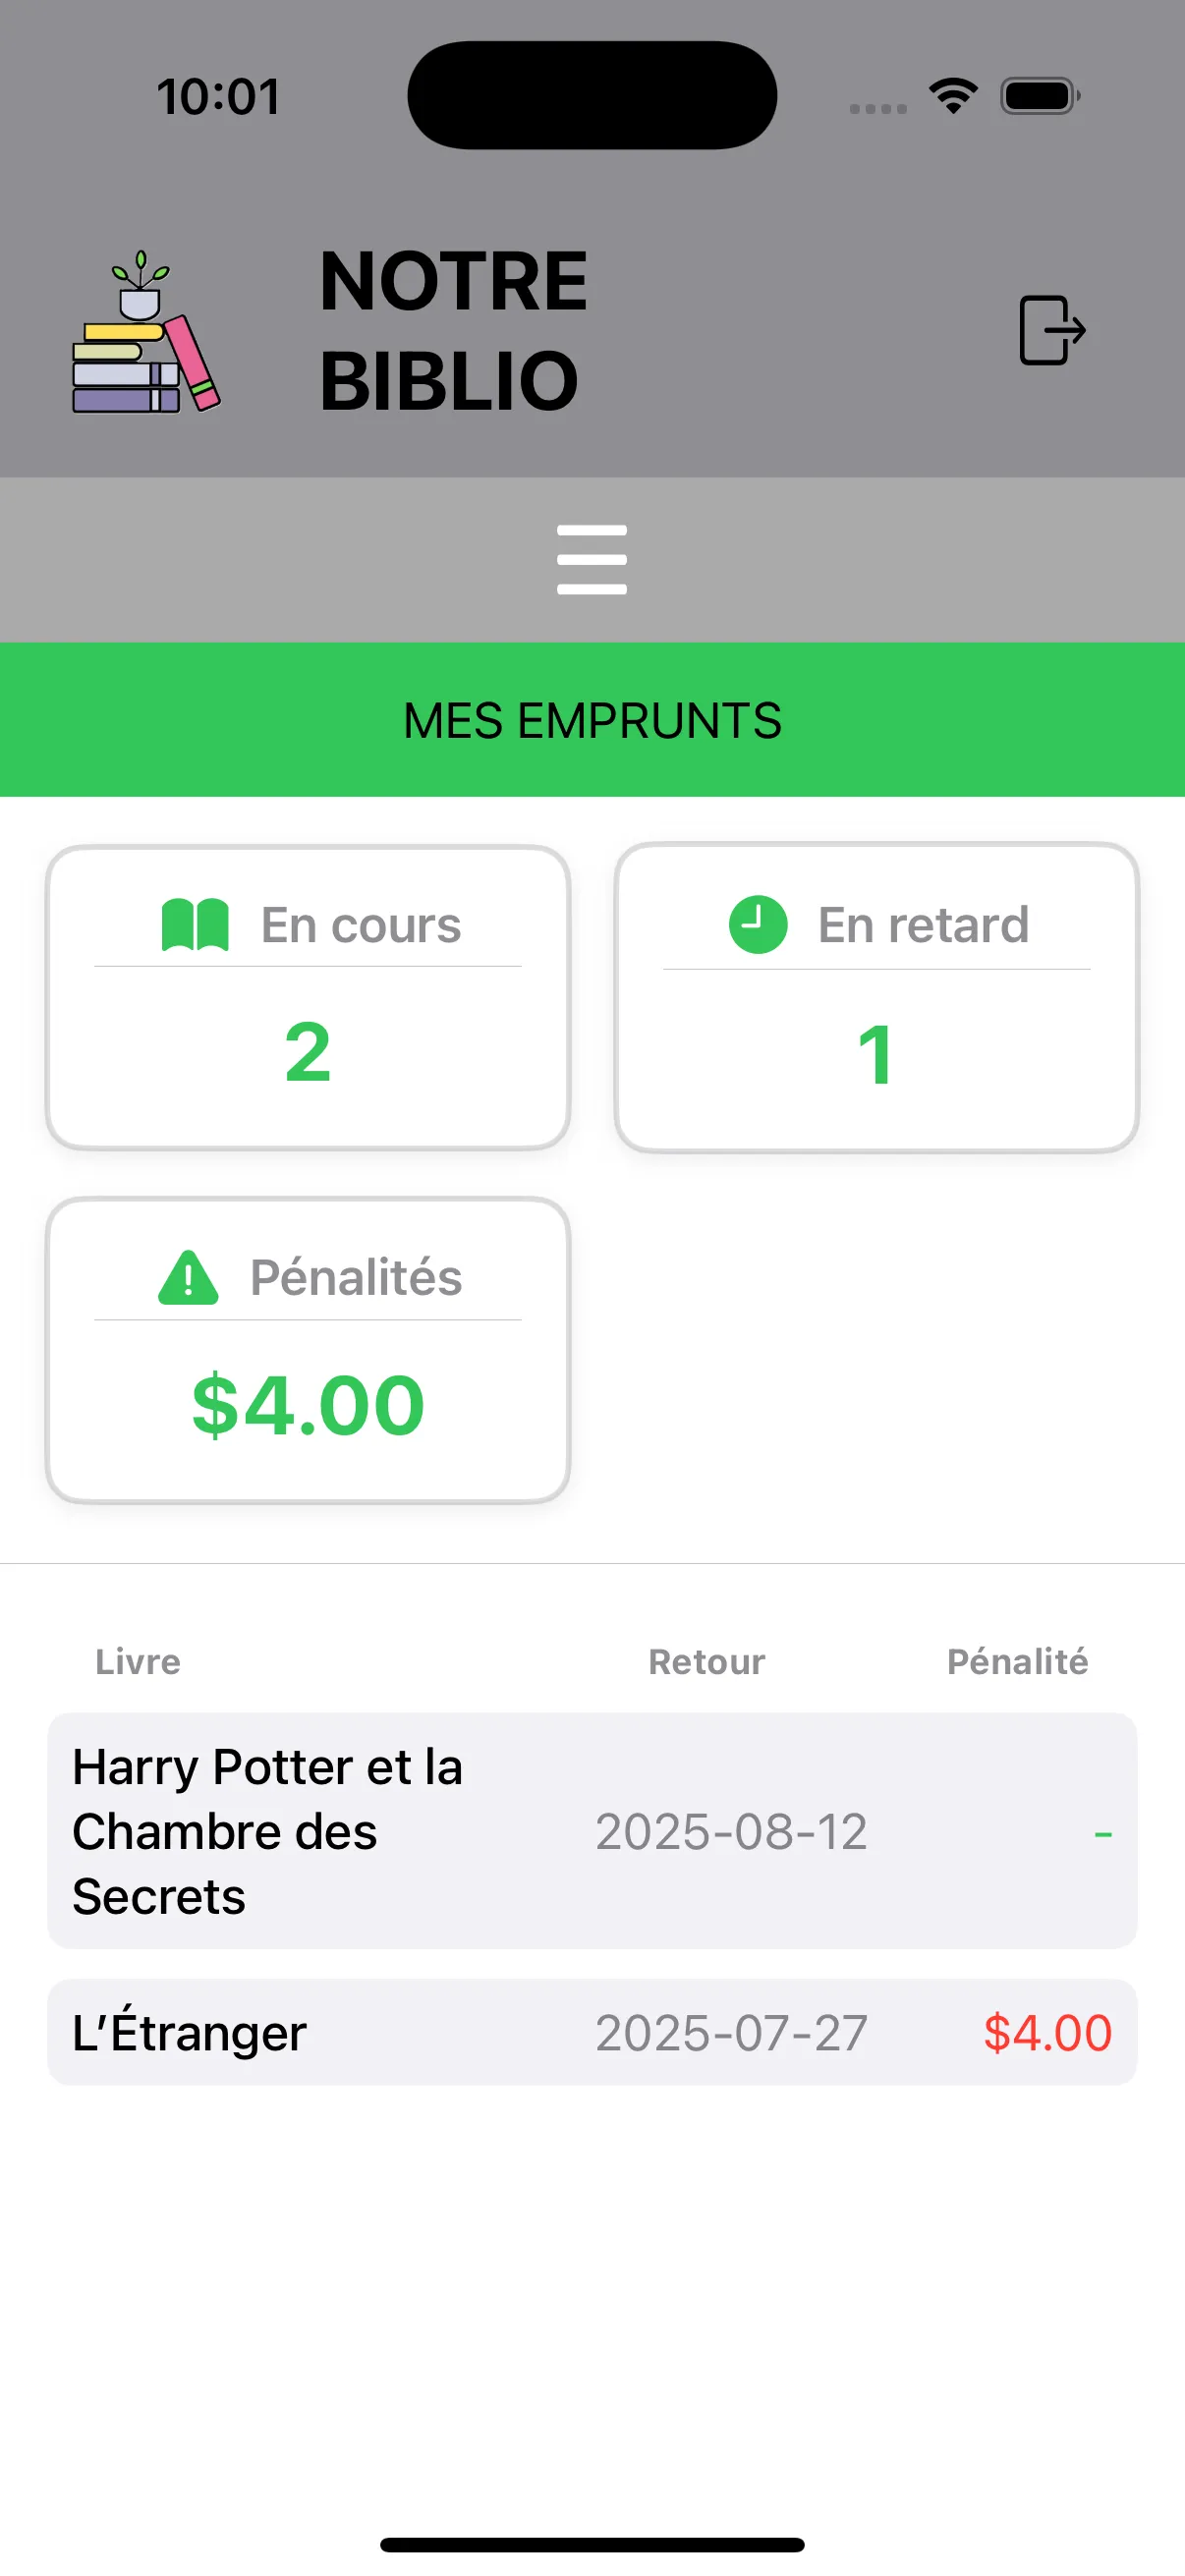 10:01
NOTRE
BIBLIO
MES EMPRUNTS
En cours
2
En retard
1
Pénalités
$4.00
Livre Retour Pénalité
Harry Potter et la
Chambre des
Secrets
2025-08-12 -
L’Étranger 2025-07-27 $4.00